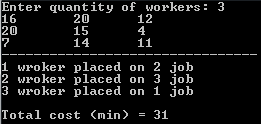 Enter quantity of workers: 3
16 20 12
20 15 4
7 14 11
--------------------------------
1 wroker placed on 2 job
2 wroker placed on 3 job
3 wroker placed on 1 job
Total cost (min) = 31